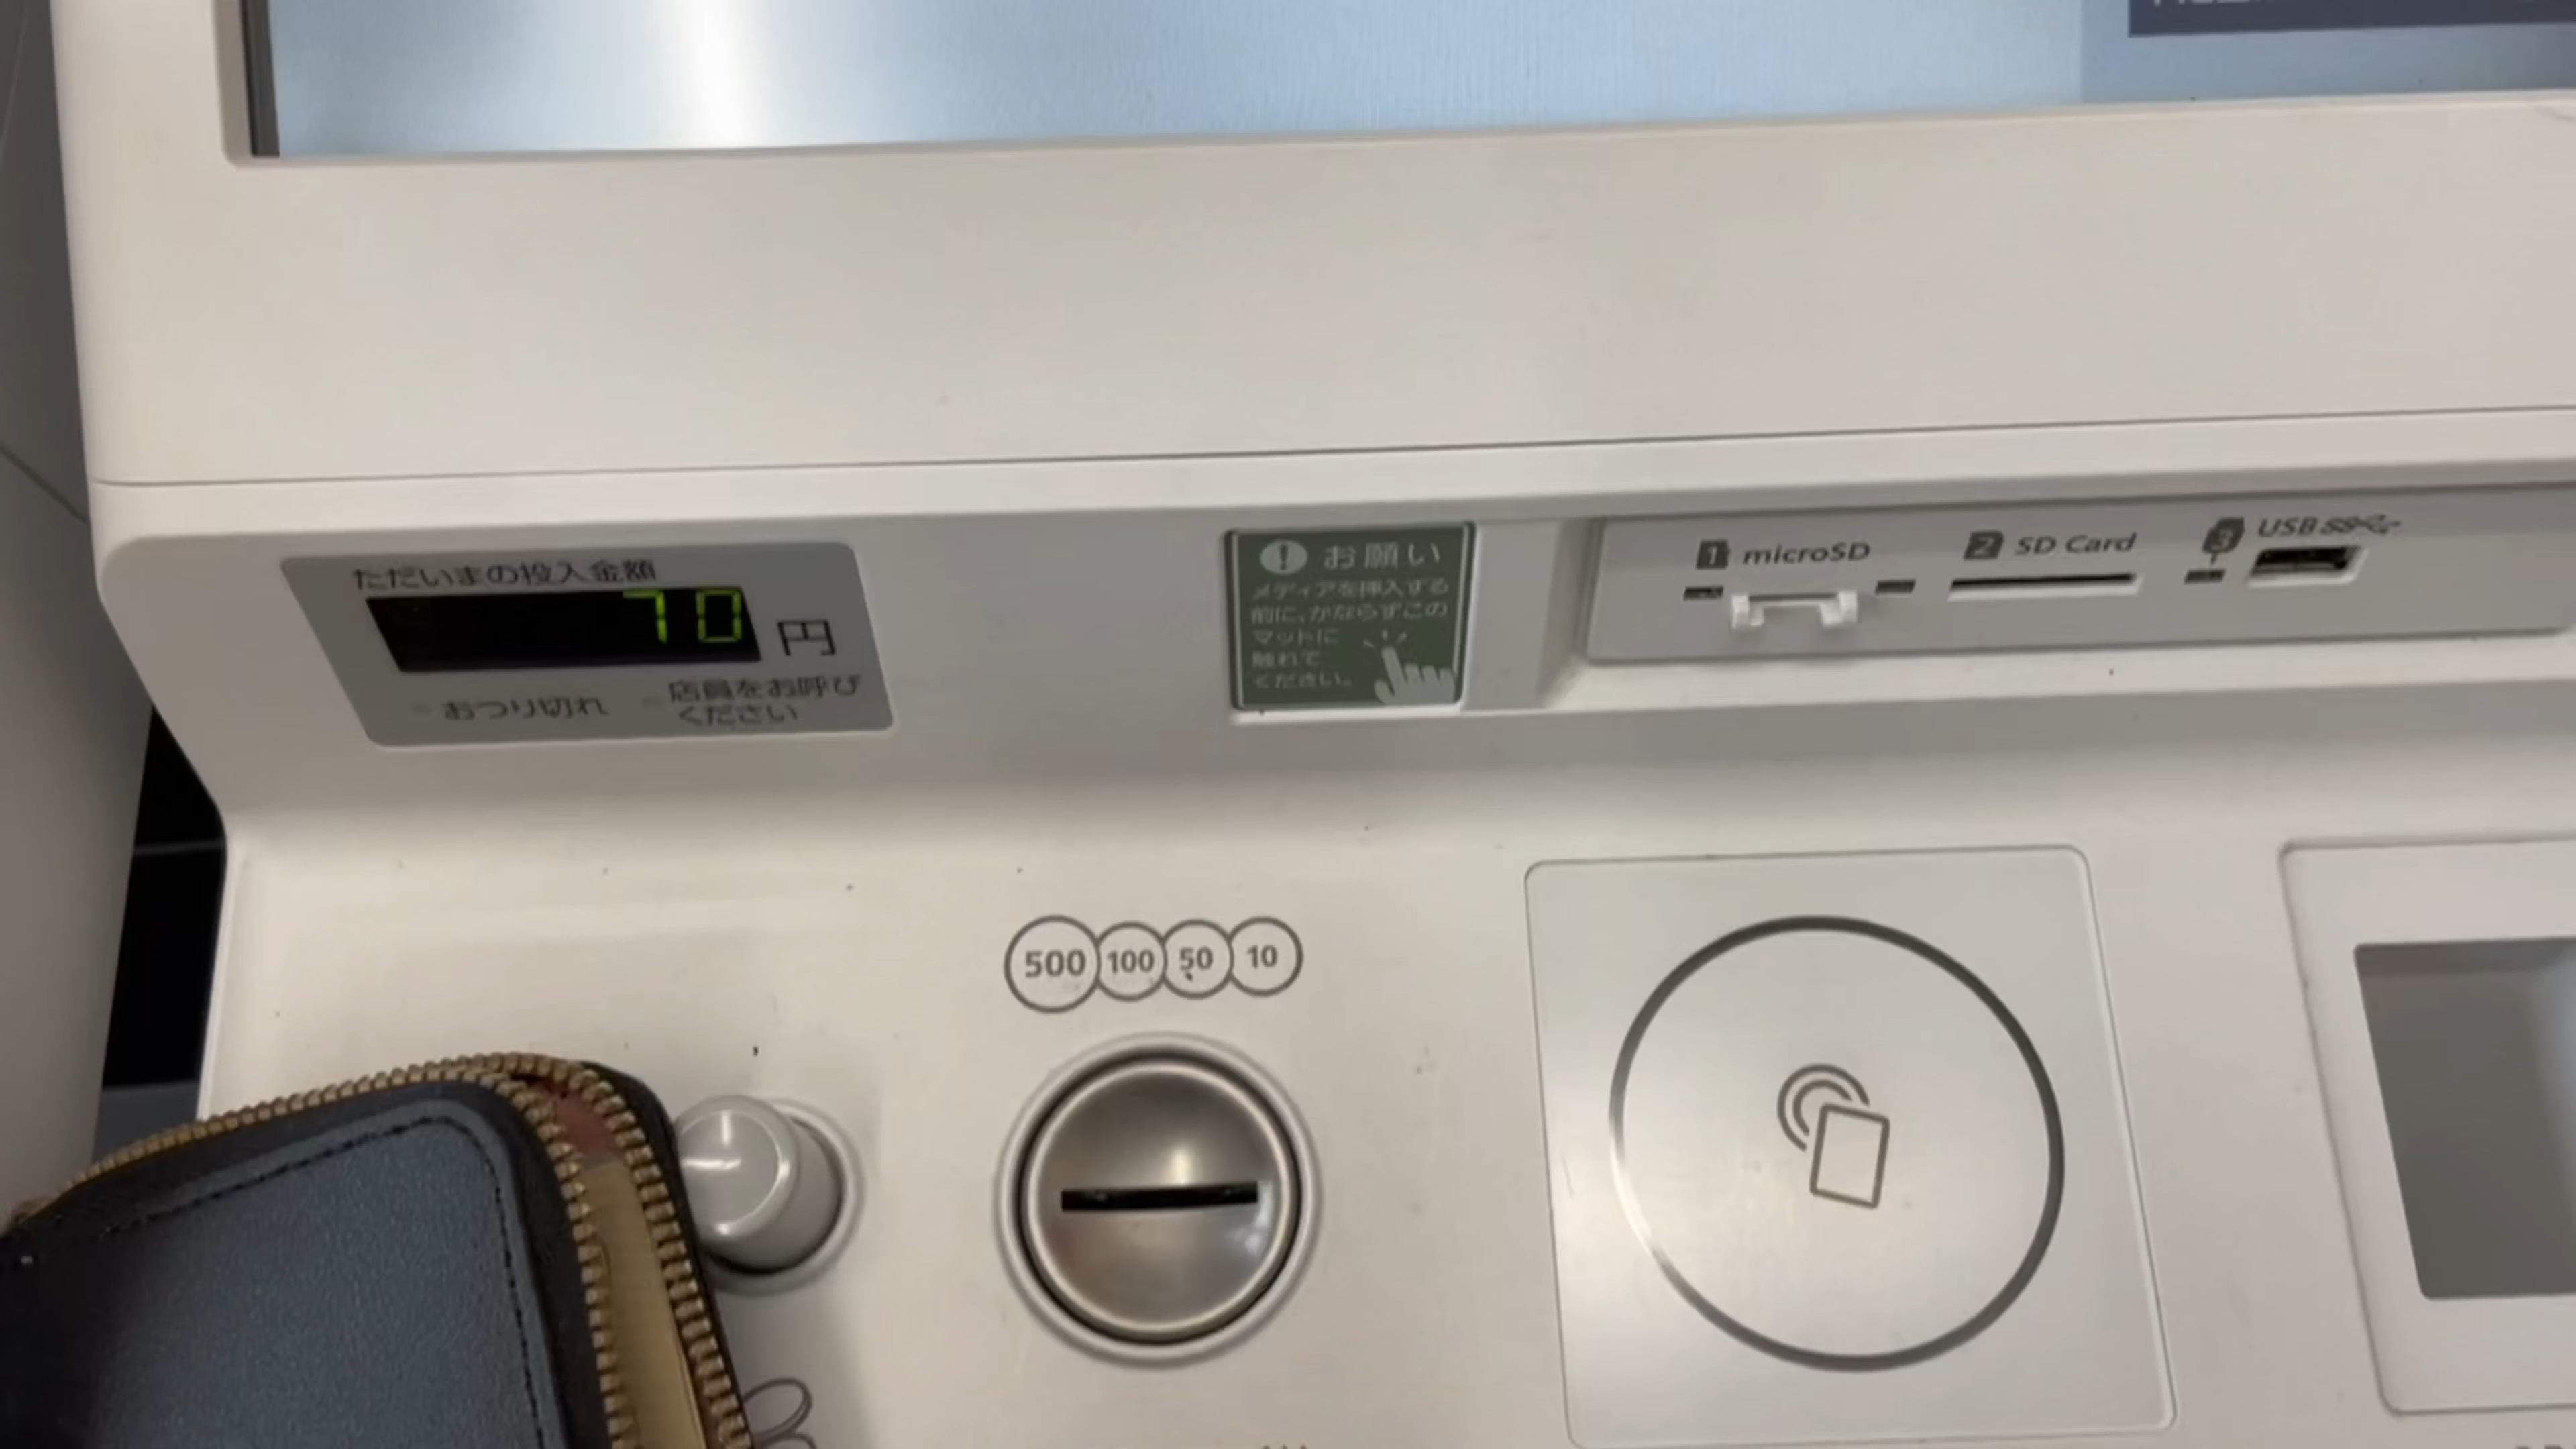 ただいまの投入金額
70 円
おつり切れ
店員をお呼び
ください
お願い
メディアを挿入する
前に、かならずこの
マットに
触れて
ください。
1 microSD
2 SD Card
3 USB SS
500 100 50 10